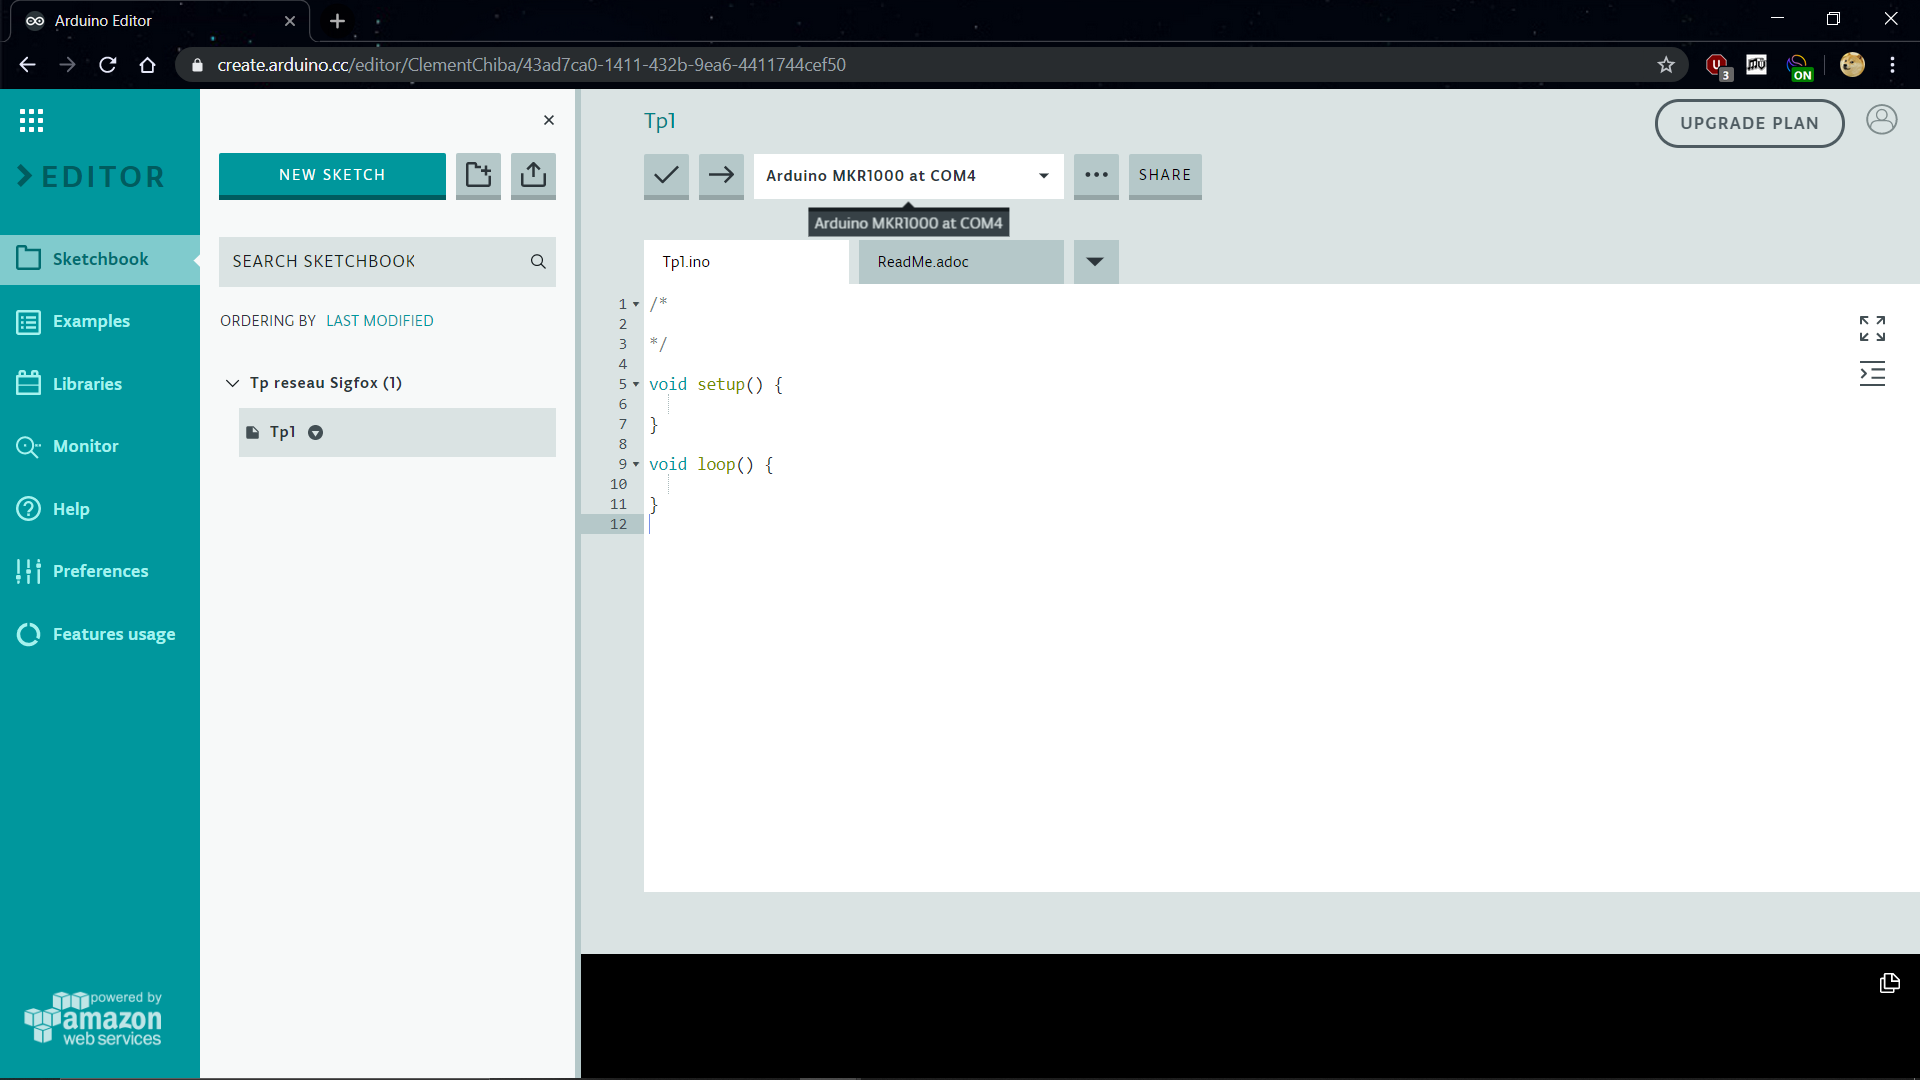 Arduino Editor
create.arduino.cc/editor/ClementChiba/43ad7ca0-1411-432b-9ea6-4411744cef50
3
ON
EDITOR
Sketchbook
Examples
Libraries
Monitor
Help
Preferences
Features usage
powered by
amazon
web services
NEW SKETCH
SEARCH SKETCHBOOK
ORDERING BY LAST MODIFIED
Tp reseau Sigfox (1)
Tp1
Tp1
UPGRADE PLAN
Arduino MKR1000 at COM4
SHARE
Arduino MKR1000 at COM4
Tp1.ino
ReadMe.adoc
1 /*
2
3 */
4
5 void setup() {
6
7 }
8
9 void loop() {
10
11 }
12